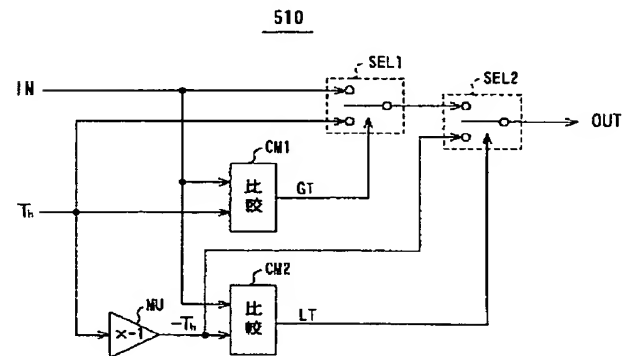 510
SEL1
SEL2
IN
OUT
CM1
比較
GT
Th
CM2
比較
LT
MU
×-1
-Th